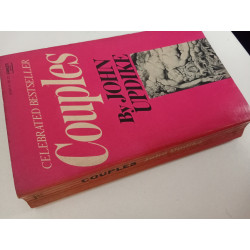 CELEBRATED BESTSELLER
Couples
By JOHN
UPDIKE
COUPLES